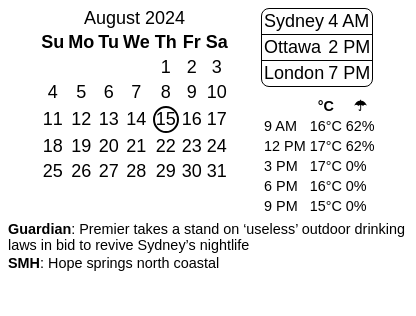 August 2024
Su Mo Tu We Th Fr Sa
1 2 3
4 5 6 7 8 9 10
11 12 13 14 15 16 17
18 19 20 21 22 23 24
25 26 27 28 29 30 31
Sydney 4 AM
Ottawa 2 PM
London 7 PM
°C ☂
9 AM 16°C 62%
12 PM 17°C 62%
3 PM 17°C 0%
6 PM 16°C 0%
9 PM 15°C 0%
Guardian: Premier takes a stand on ‘useless’ outdoor drinking
laws in bid to revive Sydney’s nightlife
SMH: Hope springs north coastal